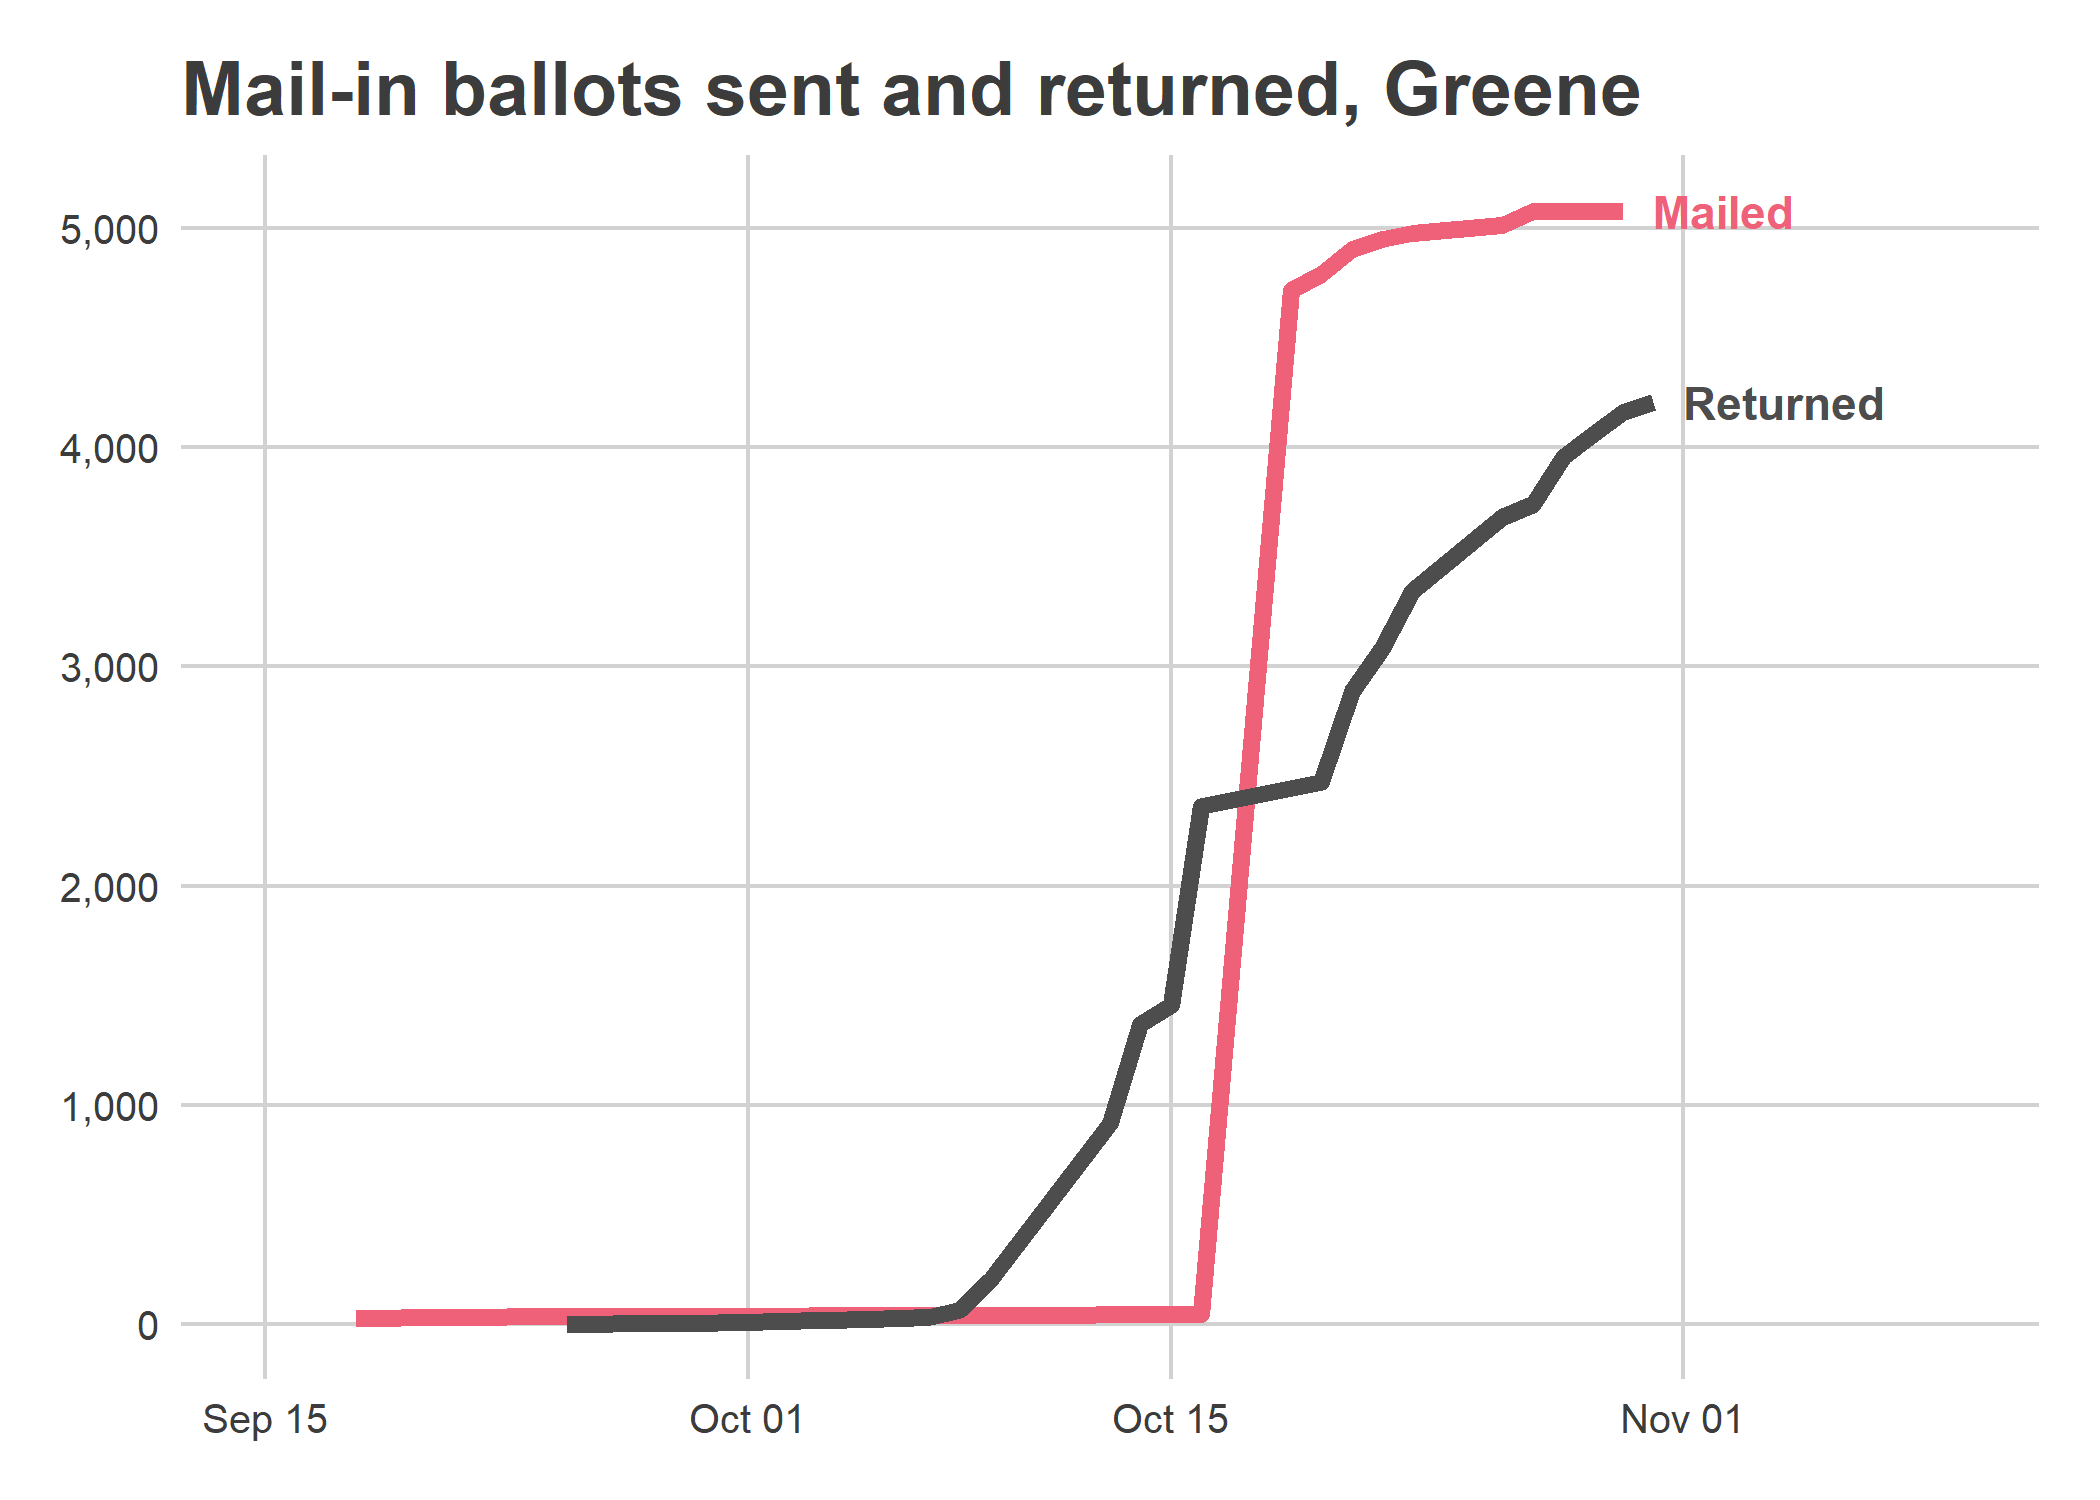 Mail-in ballots sent and returned, Greene
5,000
4,000
3,000
2,000
1,000
0
Mailed
Returned
Sep 15
Oct 01
Oct 15
Nov 01